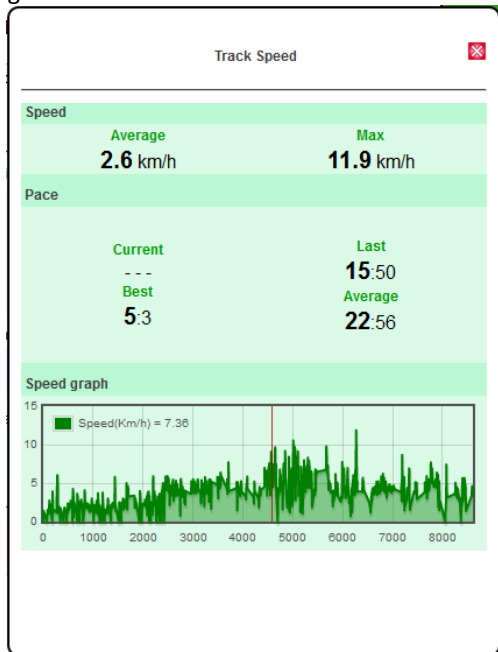 Track Speed
Speed
Average Max
2.6 km/h 11.9 km/h
Pace
Current Last
- - - 15:50
Best Average
5:3 22:56
Speed graph
15
Speed(Km/h) = 7.36
10
5
0
0 1000 2000 3000 4000 5000 6000 7000 8000